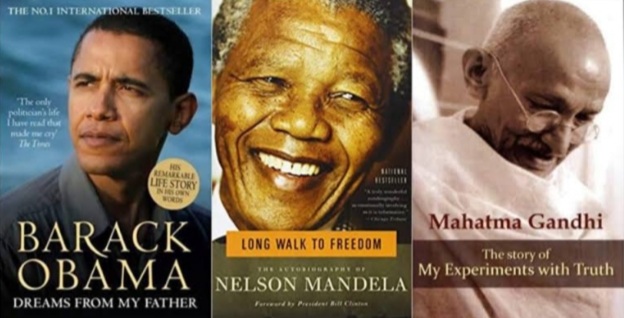 THE NO.1 INTERNATIONAL BESTSELLER
'The only
politician's life
I have read that
made me cry'
The Times
HIS
REMARKABLE
LIFE STORY
IN HIS OWN
WORDS
BARACK
OBAMA
DREAMS FROM MY FATHER
NATIONAL
BESTSELLER
LONG WALK TO FREEDOM
THE AUTOBIOGRAPHY OF
NELSON MANDELA
Foreword by President Bill Clinton
Mahatma Gandhi
The story of
My Experiments with Truth